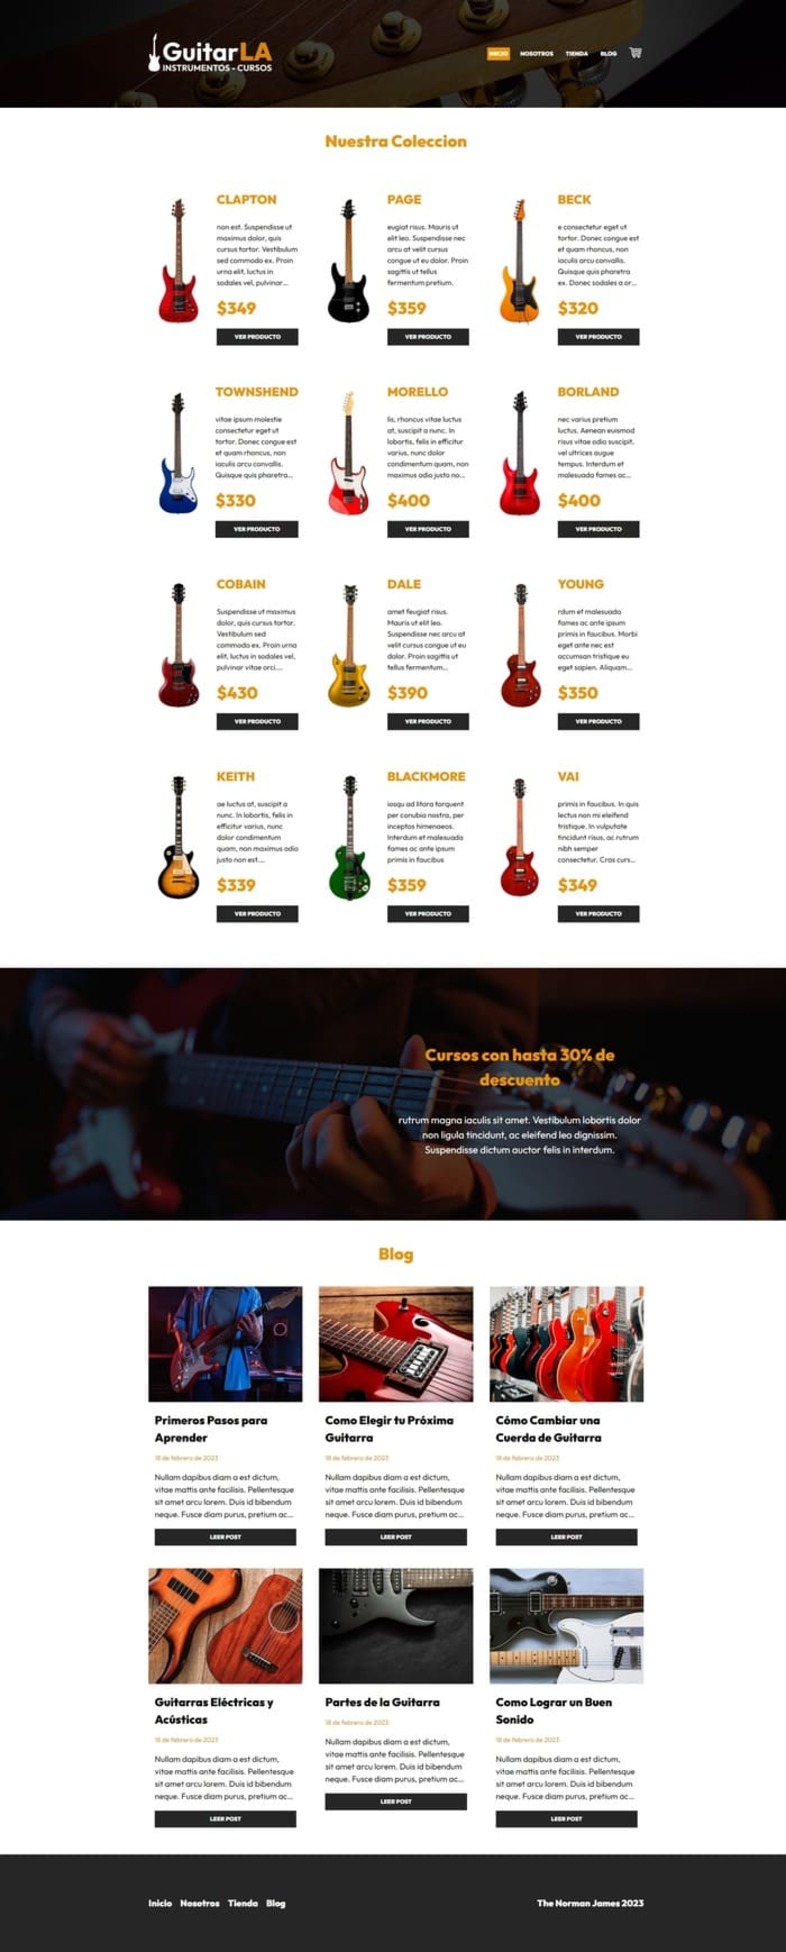 GuitarLA
INSTRUMENTOS - CURSOS
INICIO NOSOTROS TIENDA BLOG
Nuestra Coleccion
CLAPTON
non est. Suspendisse ut
maximus dolor, quis
cursus tortor. Vestibulum
sed commodo ex. Proin
urna elit, luctus in
sodales vel, pulvinar...
$349
VER PRODUCTO
PAGE
eugiat risus. Mauris ut
elit leo. Suspendisse nec
arcu at velit cursus
congue ut eu dolor. Proin
sagittis ut tellus
fermentum pretium.
$359
VER PRODUCTO
BECK
e consectetur eget ut
tortor. Donec congue est
et quam rhoncus, non
iaculis arcu convallis.
Quisque quis pharetra
ex. Donec sodales a or...
$320
VER PRODUCTO
TOWNSHEND
vitae ipsum molestie
consectetur eget ut
tortor. Donec congue est
et quam rhoncus, non
iaculis arcu convallis.
Quisque quis pharetra...
$330
VER PRODUCTO
MORELLO
lis, rhoncus vitae luctus
at, suscipit a nunc. In
lobortis, felis in efficitur
varius, nunc dolor
condimentum quam, non
maximus odio justo no...
$400
VER PRODUCTO
BORLAND
nec varius pretium
luctus. Aenean euismod
risus vitae odio suscipit,
vel ultrices augue
tempus. Interdum et
malesuada fames ac...
$400
VER PRODUCTO
COBAIN
Suspendisse ut maximus
dolor, quis cursus tortor.
Vestibulum sed
commodo ex. Proin urna
elit, luctus in sodales vel,
pulvinar vitae orci....
$430
VER PRODUCTO
DALE
amet feugiat risus.
Mauris ut elit leo.
Suspendisse nec arcu at
velit cursus congue ut eu
dolor. Proin sagittis ut
tellus fermentum...
$390
VER PRODUCTO
YOUNG
rdum et malesuada
fames ac ante ipsum
primis in faucibus. Morbi
eget ante nec est
accumsan tristique eu
eget sapien. Aliquam...
$350
VER PRODUCTO
KEITH
ae luctus at, suscipit a
nunc. In lobortis, felis in
efficitur varius, nunc
dolor condimentum
quam, non maximus odio
justo non est....
$339
VER PRODUCTO
BLACKMORE
iosqu ad litora torquent
per conubia nostra, per
inceptos himenaeos.
Interdum et malesuada
fames ac ante ipsum
primis in faucibus
$359
VER PRODUCTO
VAI
primis in faucibus. In quis
lectus non mi eleifend
tristique. In vulputate
tincidunt risus, ac rutrum
nibh semper
consectetur. Cras curs...
$349
VER PRODUCTO
Cursos con hasta 30% de
descuento
rutrum magna iaculis sit amet. Vestibulum lobortis dolor
non ligula tincidunt, ac eleifend leo dignissim.
Suspendisse dictum auctor felis in interdum.
Blog
Primeros Pasos para
Aprender
18 de febrero de 2023
Nullam dapibus diam a est dictum,
vitae mattis ante facilisis. Pellentesque
sit amet arcu lorem. Duis id bibendum
neque. Fusce diam purus, pretium ac...
LEER POST
Como Elegir tu Próxima
Guitarra
18 de febrero de 2023
Nullam dapibus diam a est dictum,
vitae mattis ante facilisis. Pellentesque
sit amet arcu lorem. Duis id bibendum
neque. Fusce diam purus, pretium ac...
LEER POST
Cómo Cambiar una
Cuerda de Guitarra
18 de febrero de 2023
Nullam dapibus diam a est dictum,
vitae mattis ante facilisis. Pellentesque
sit amet arcu lorem. Duis id bibendum
neque. Fusce diam purus, pretium ac...
LEER POST
Guitarras Eléctricas y
Acústicas
18 de febrero de 2023
Nullam dapibus diam a est dictum,
vitae mattis ante facilisis. Pellentesque
sit amet arcu lorem. Duis id bibendum
neque. Fusce diam purus, pretium ac...
LEER POST
Partes de la Guitarra
18 de febrero de 2023
Nullam dapibus diam a est dictum,
vitae mattis ante facilisis. Pellentesque
sit amet arcu lorem. Duis id bibendum
neque. Fusce diam purus, pretium ac...
LEER POST
Como Lograr un Buen
Sonido
18 de febrero de 2023
Nullam dapibus diam a est dictum,
vitae mattis ante facilisis. Pellentesque
sit amet arcu lorem. Duis id bibendum
neque. Fusce diam purus, pretium ac...
LEER POST
Inicio Nosotros Tienda Blog
The Norman James 2023